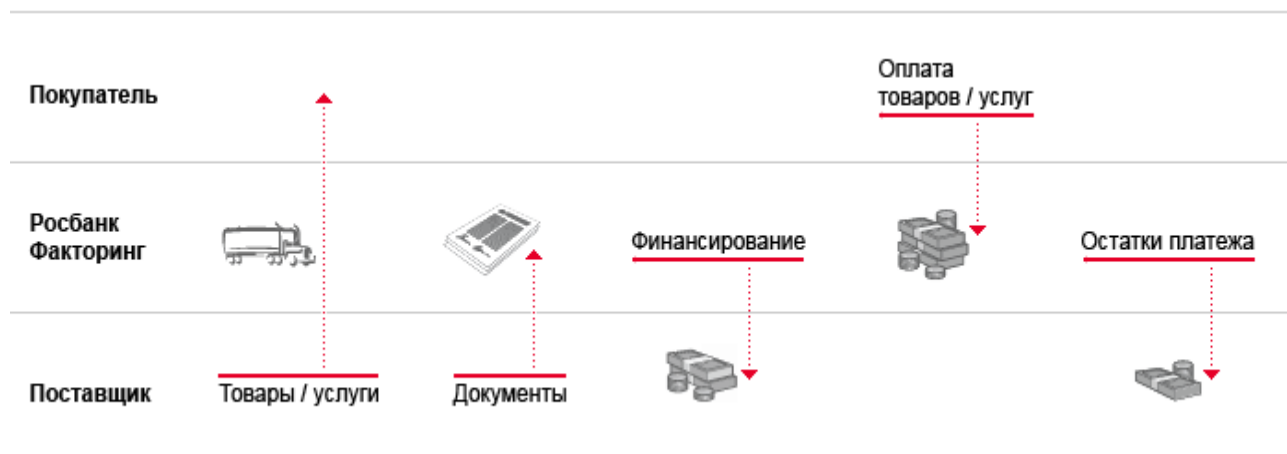 Покупатель
Оплата
товаров / услуг
Росбанк
Факторинг
Финансирование
Остатки платежа
Поставщик
Товары / услуги
Документы